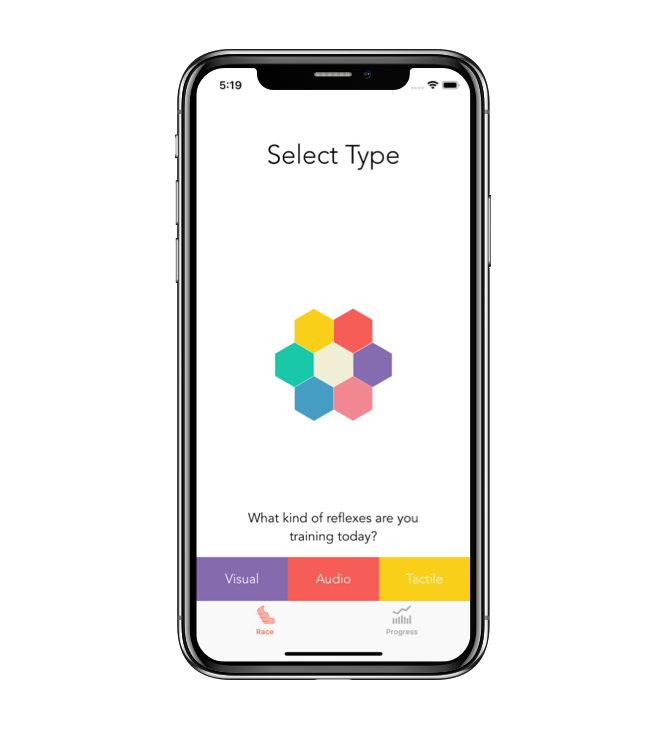 5:19
Select Type
What kind of reflexes are you
training today?
Visual Audio Tactile
Race Progress